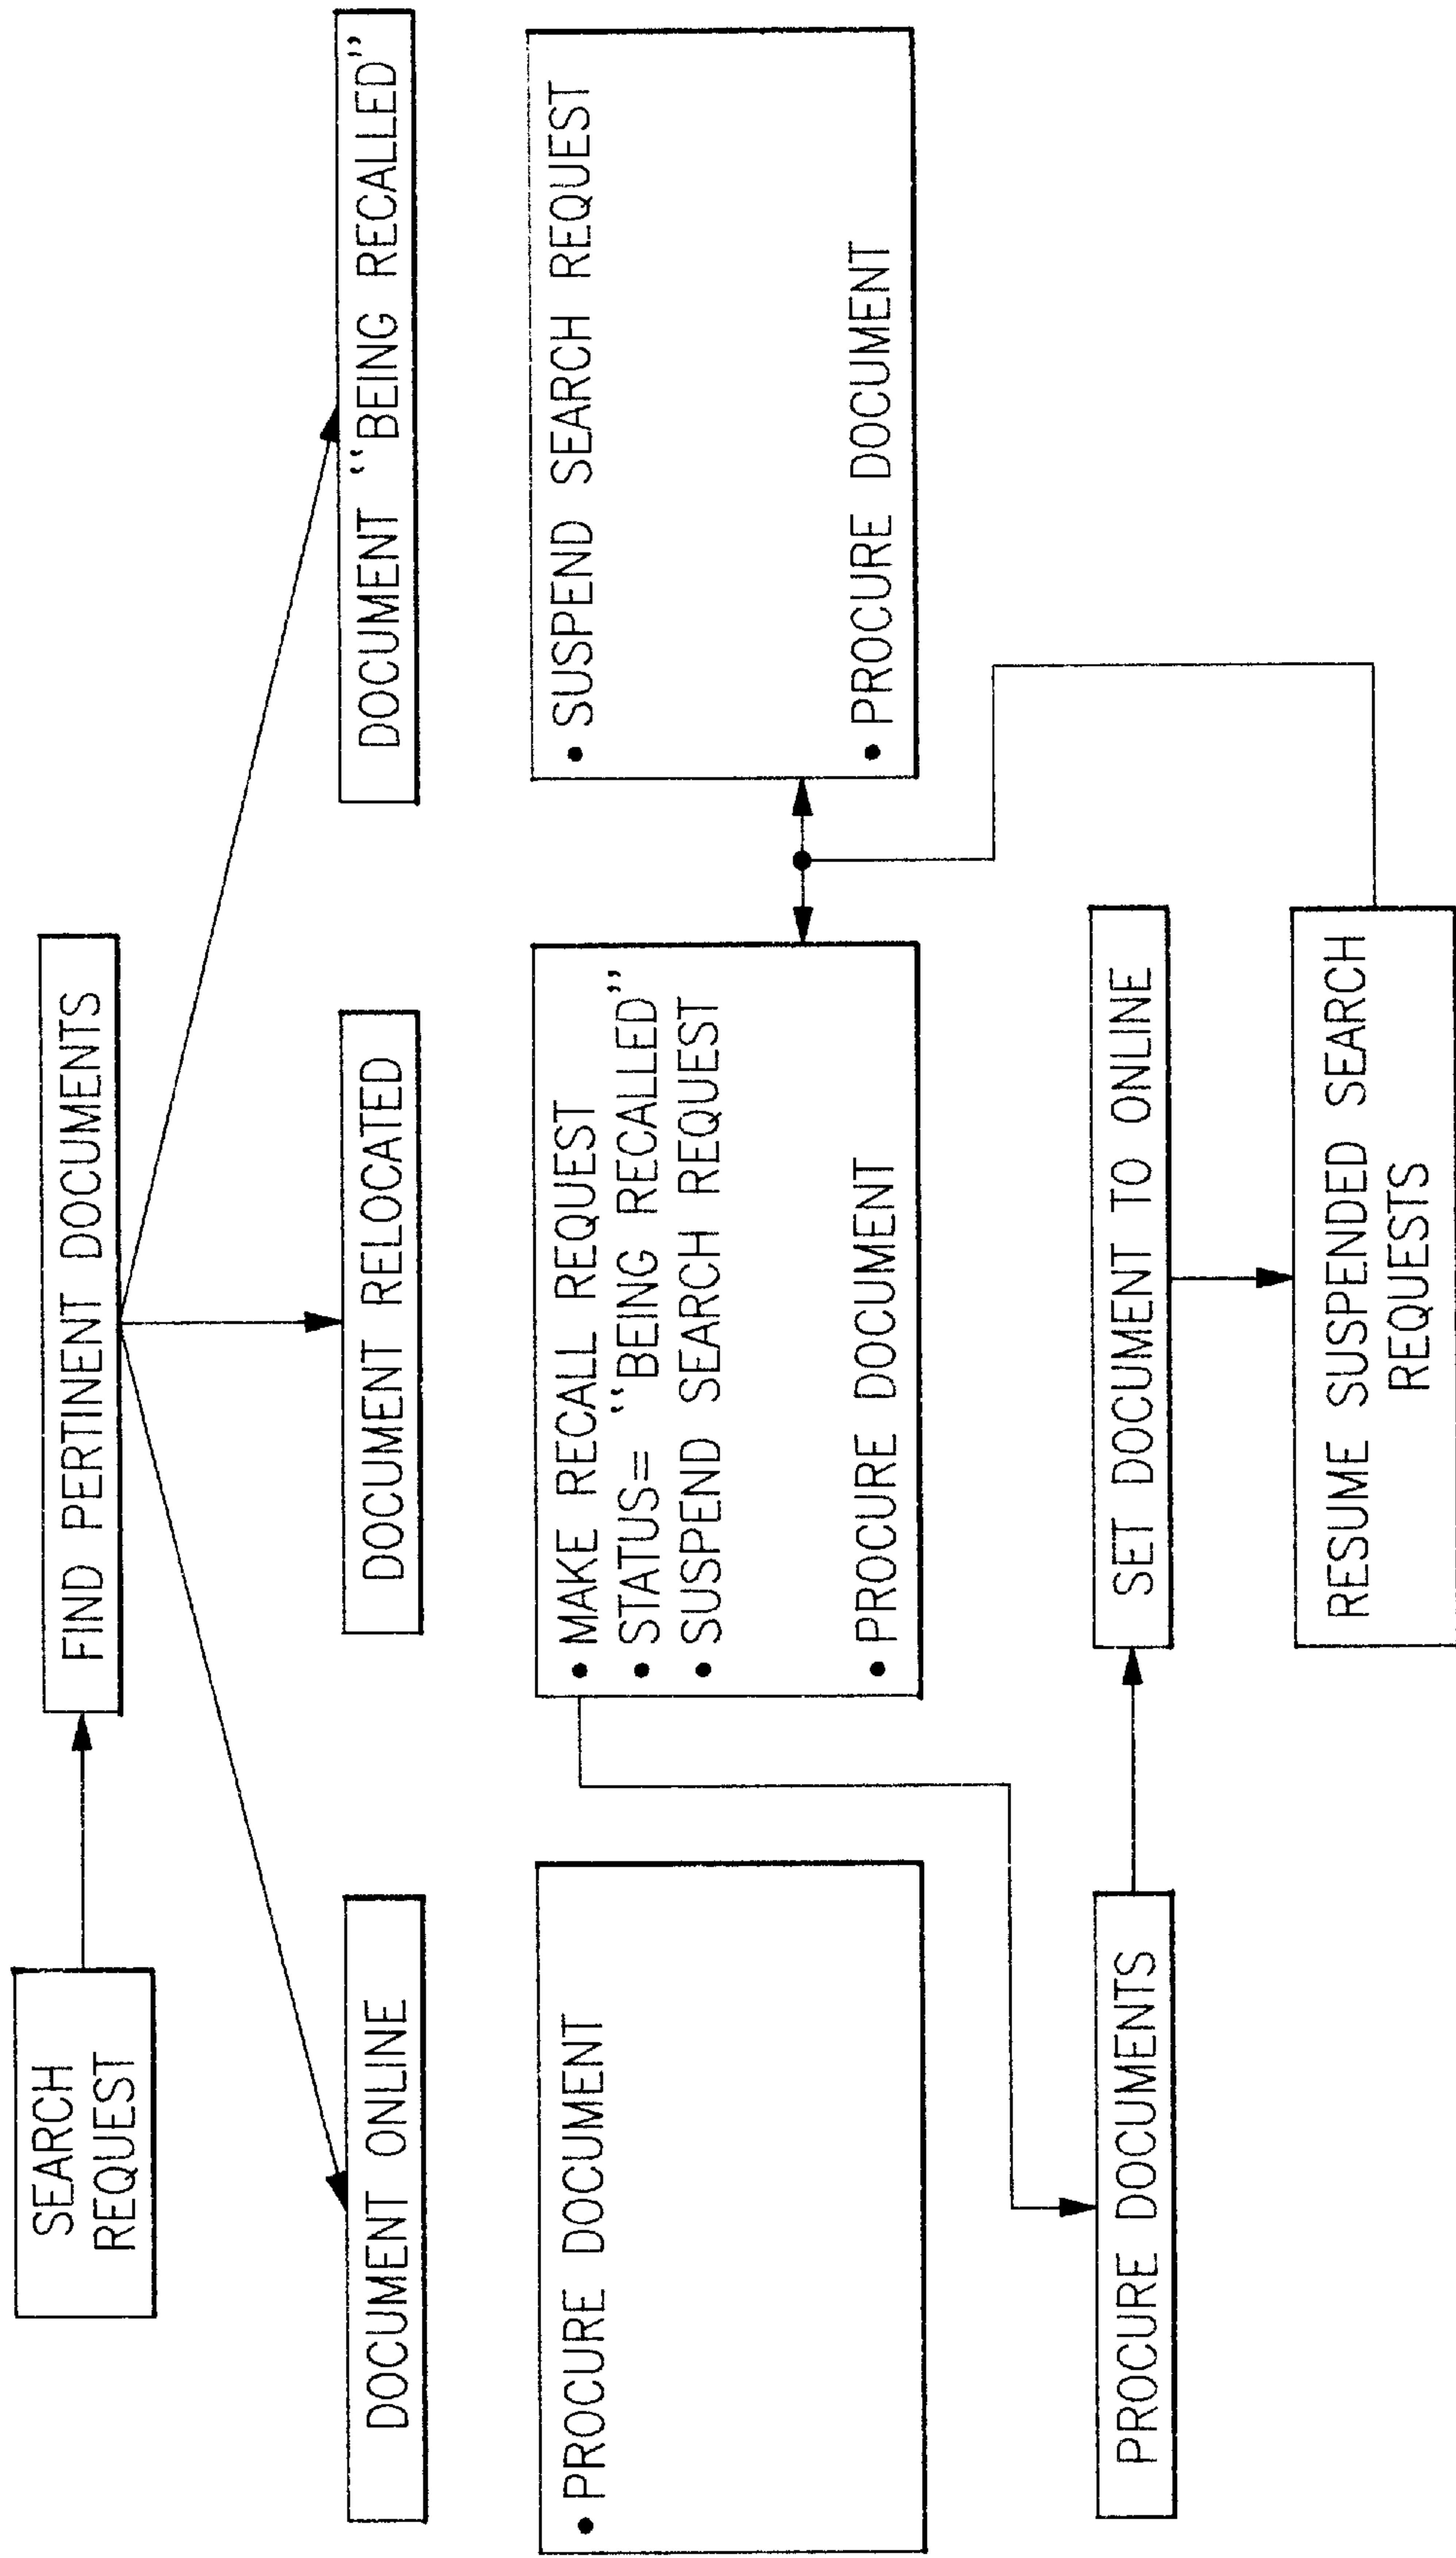 SEARCH
REQUEST
FIND PERTINENT DOCUMENTS
DOCUMENT ONLINE
DOCUMENT RELOCATED
DOCUMENT “BEING RECALLED”
• PROCURE DOCUMENT
• MAKE RECALL REQUEST
• STATUS= “BEING RECALLED”
• SUSPEND SEARCH REQUEST
• PROCURE DOCUMENT
• SUSPEND SEARCH REQUEST
• PROCURE DOCUMENT
PROCURE DOCUMENTS
SET DOCUMENT TO ONLINE
RESUME SUSPENDED SEARCH
REQUESTS